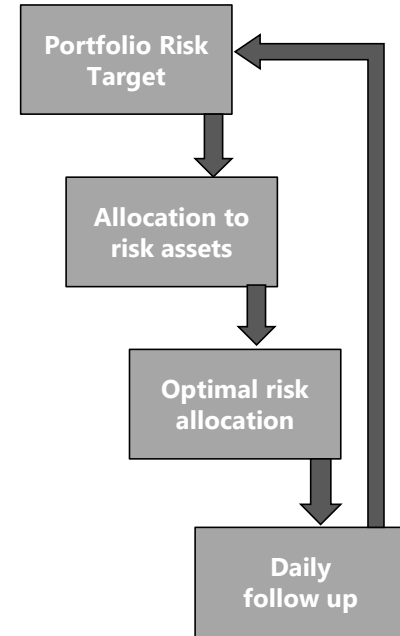 Portfolio Risk
Target
Allocation to
risk assets
Optimal risk
allocation
Daily
follow up